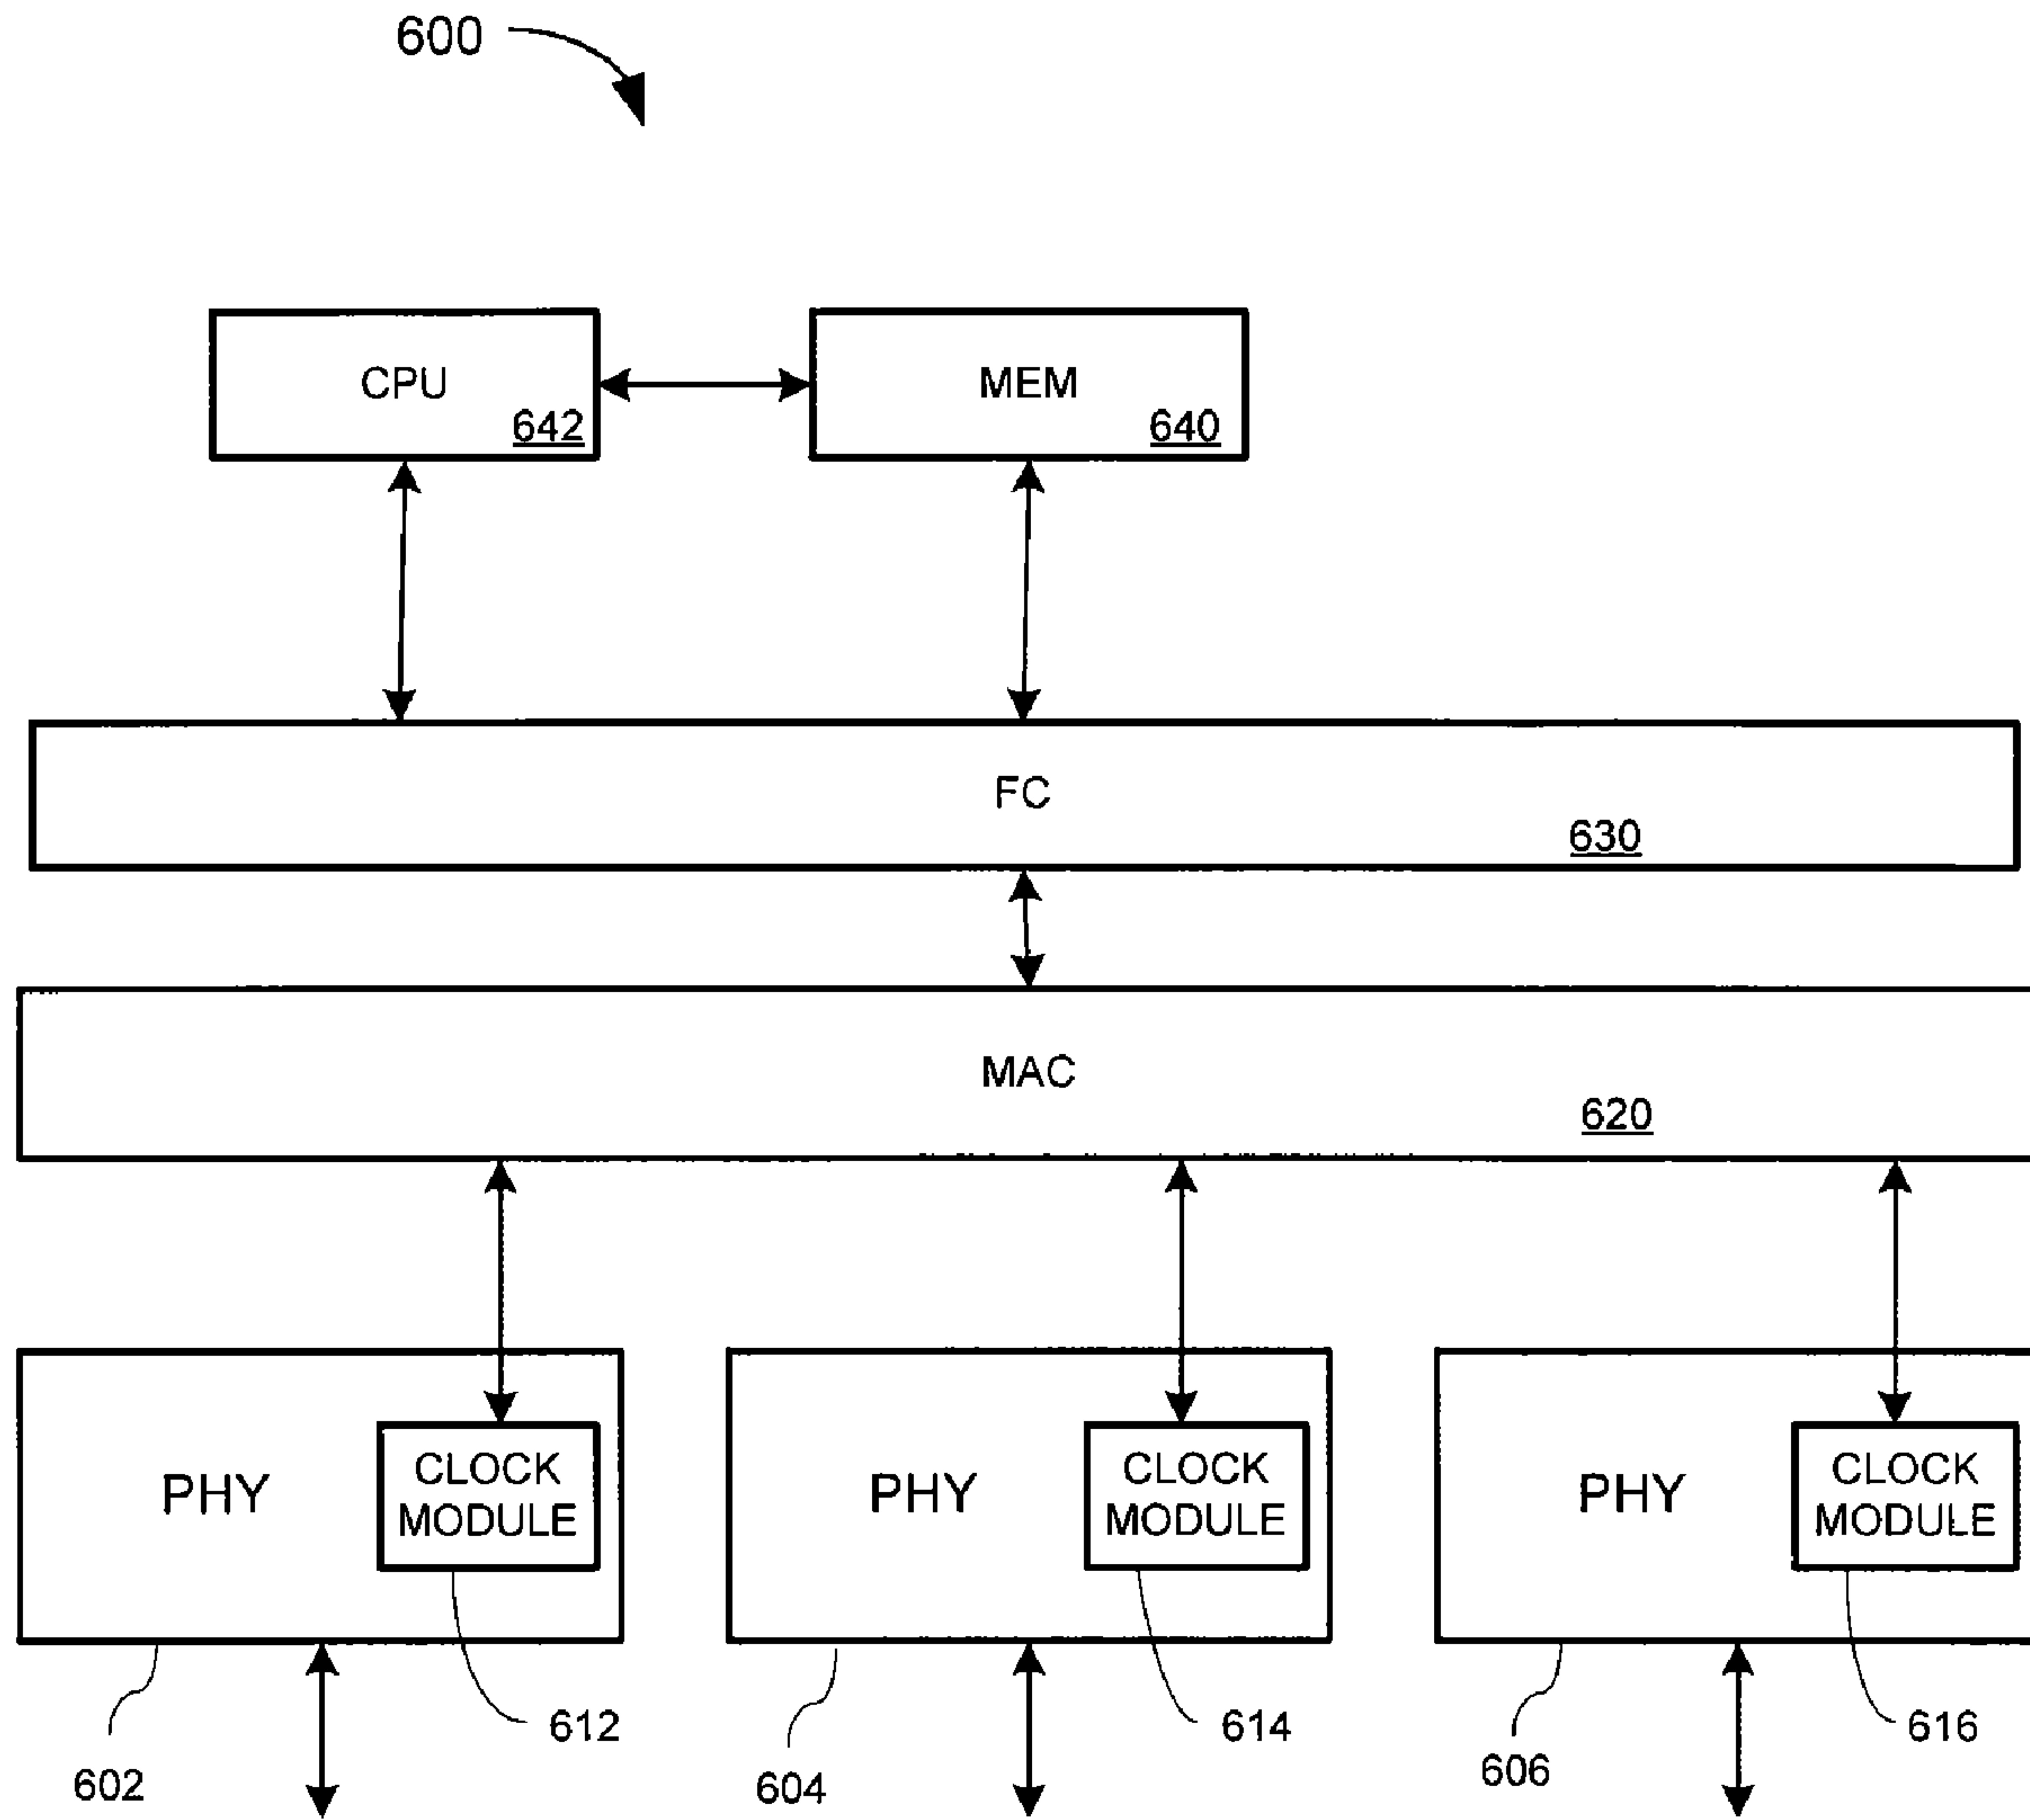 600
CPU
642
MEM
640
FC
630
MAC
620
PHY
CLOCK
MODULE
PHY
CLOCK
MODULE
PHY
CLOCK
MODULE
602
612
604
614
606
616